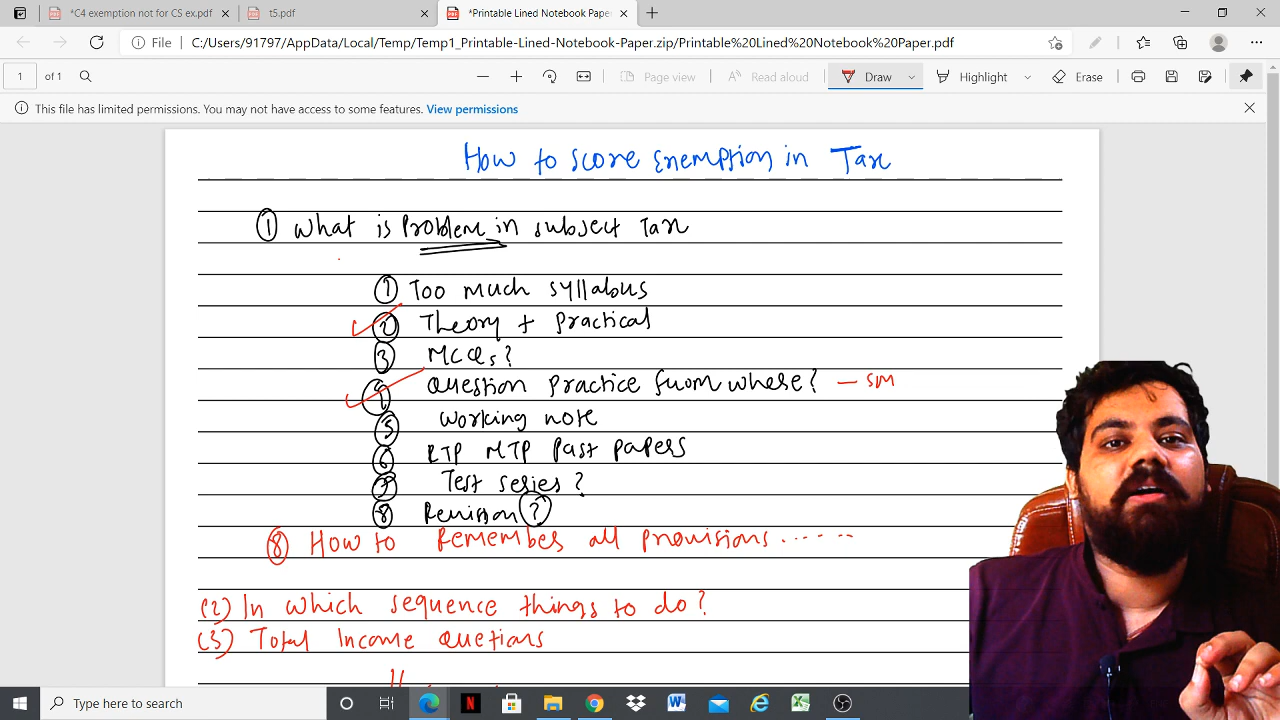 *C4 exemption not for CS ex.pdf
t5.pdf
*Printable Lined Notebook Pape
File
C:/Users/91797/AppData/Local/Temp/Temp1_Printable-Lined-Notebook-Paper.zip/Printable%20Lined%20Notebook%20Paper.pdf
1 of 1
Page view
Read aloud
Draw
Highlight
Erase
This file has limited permissions. You may not have access to some features. View permissions
How to score Exemption in Tax
① What is Problem in subject Tax
① Too much syllabus
② Theory + practical
③ MCQs?
④ Question practice from where? – SM
⑤ Working note
⑥ RTP MTP Past papers
⑦ Test series ?
⑧ Revision ?
⑧ How to Remember all provisions ......
(2) In which sequence things to do?
(3) Total Income quetions
Type here to search